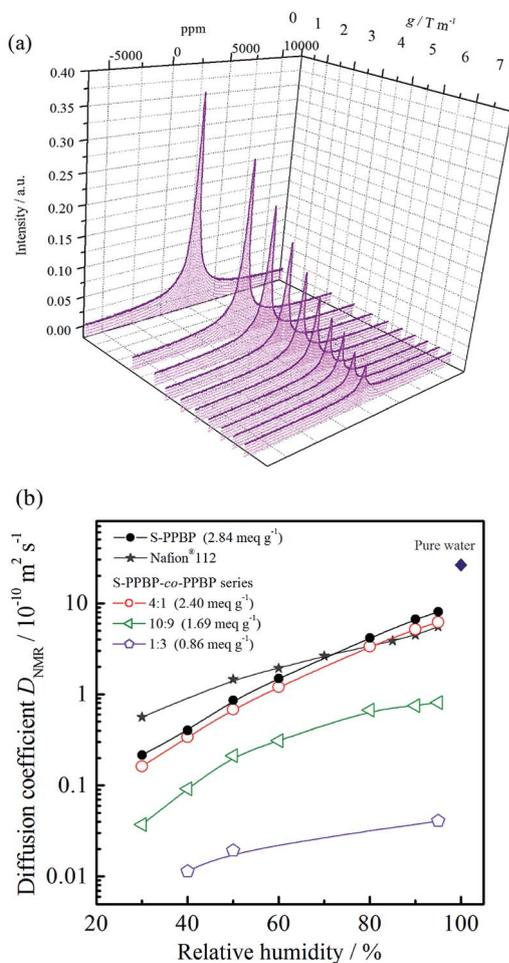 (a)
ppm
-5000
0
5000
10000
0
1
2
3
4
5
6
7
g / T m⁻¹
Intensity / a.u.
0.40
0.35
0.30
0.25
0.20
0.15
0.10
0.05
0.00
(b)
S-PPBP (2.84 meq g⁻¹)
Nafion®112
S-PPBP-co-PPBP series
4:1 (2.40 meq g⁻¹)
10:9 (1.69 meq g⁻¹)
1:3 (0.86 meq g⁻¹)
Pure water
Diffusion coefficient D_NMR / 10⁻¹⁰ m² s⁻¹
10
1
0.1
0.01
20
40
60
80
100
Relative humidity / %